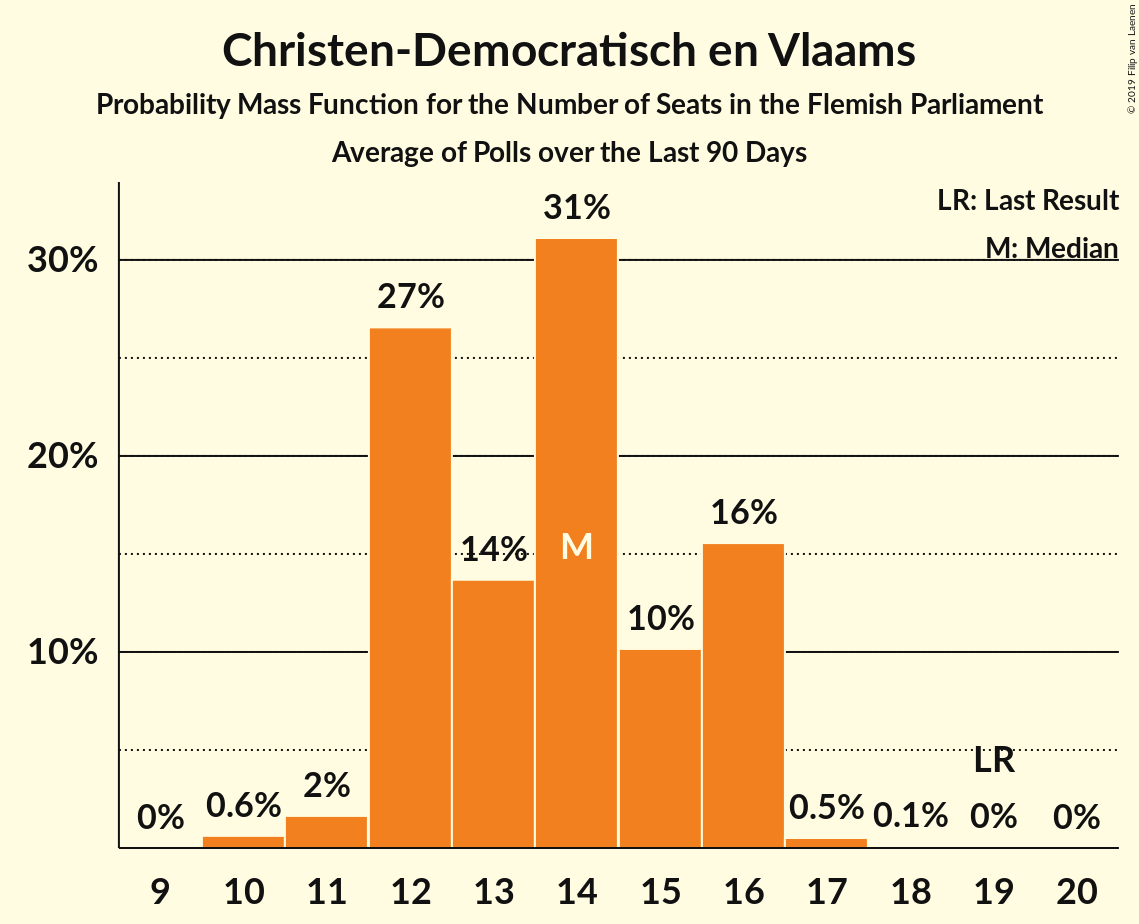 Christen-Democratisch en Vlaams
Probability Mass Function for the Number of Seats in the Flemish Parliament
Average of Polls over the Last 90 Days
© 2019 Filip van Laenen
LR: Last Result
M: Median
30%
20%
10%
0%
0.6%
2%
27%
14%
31%
M
10%
16%
0.5%
0.1%
LR
0%
0%
9 10 11 12 13 14 15 16 17 18 19 20